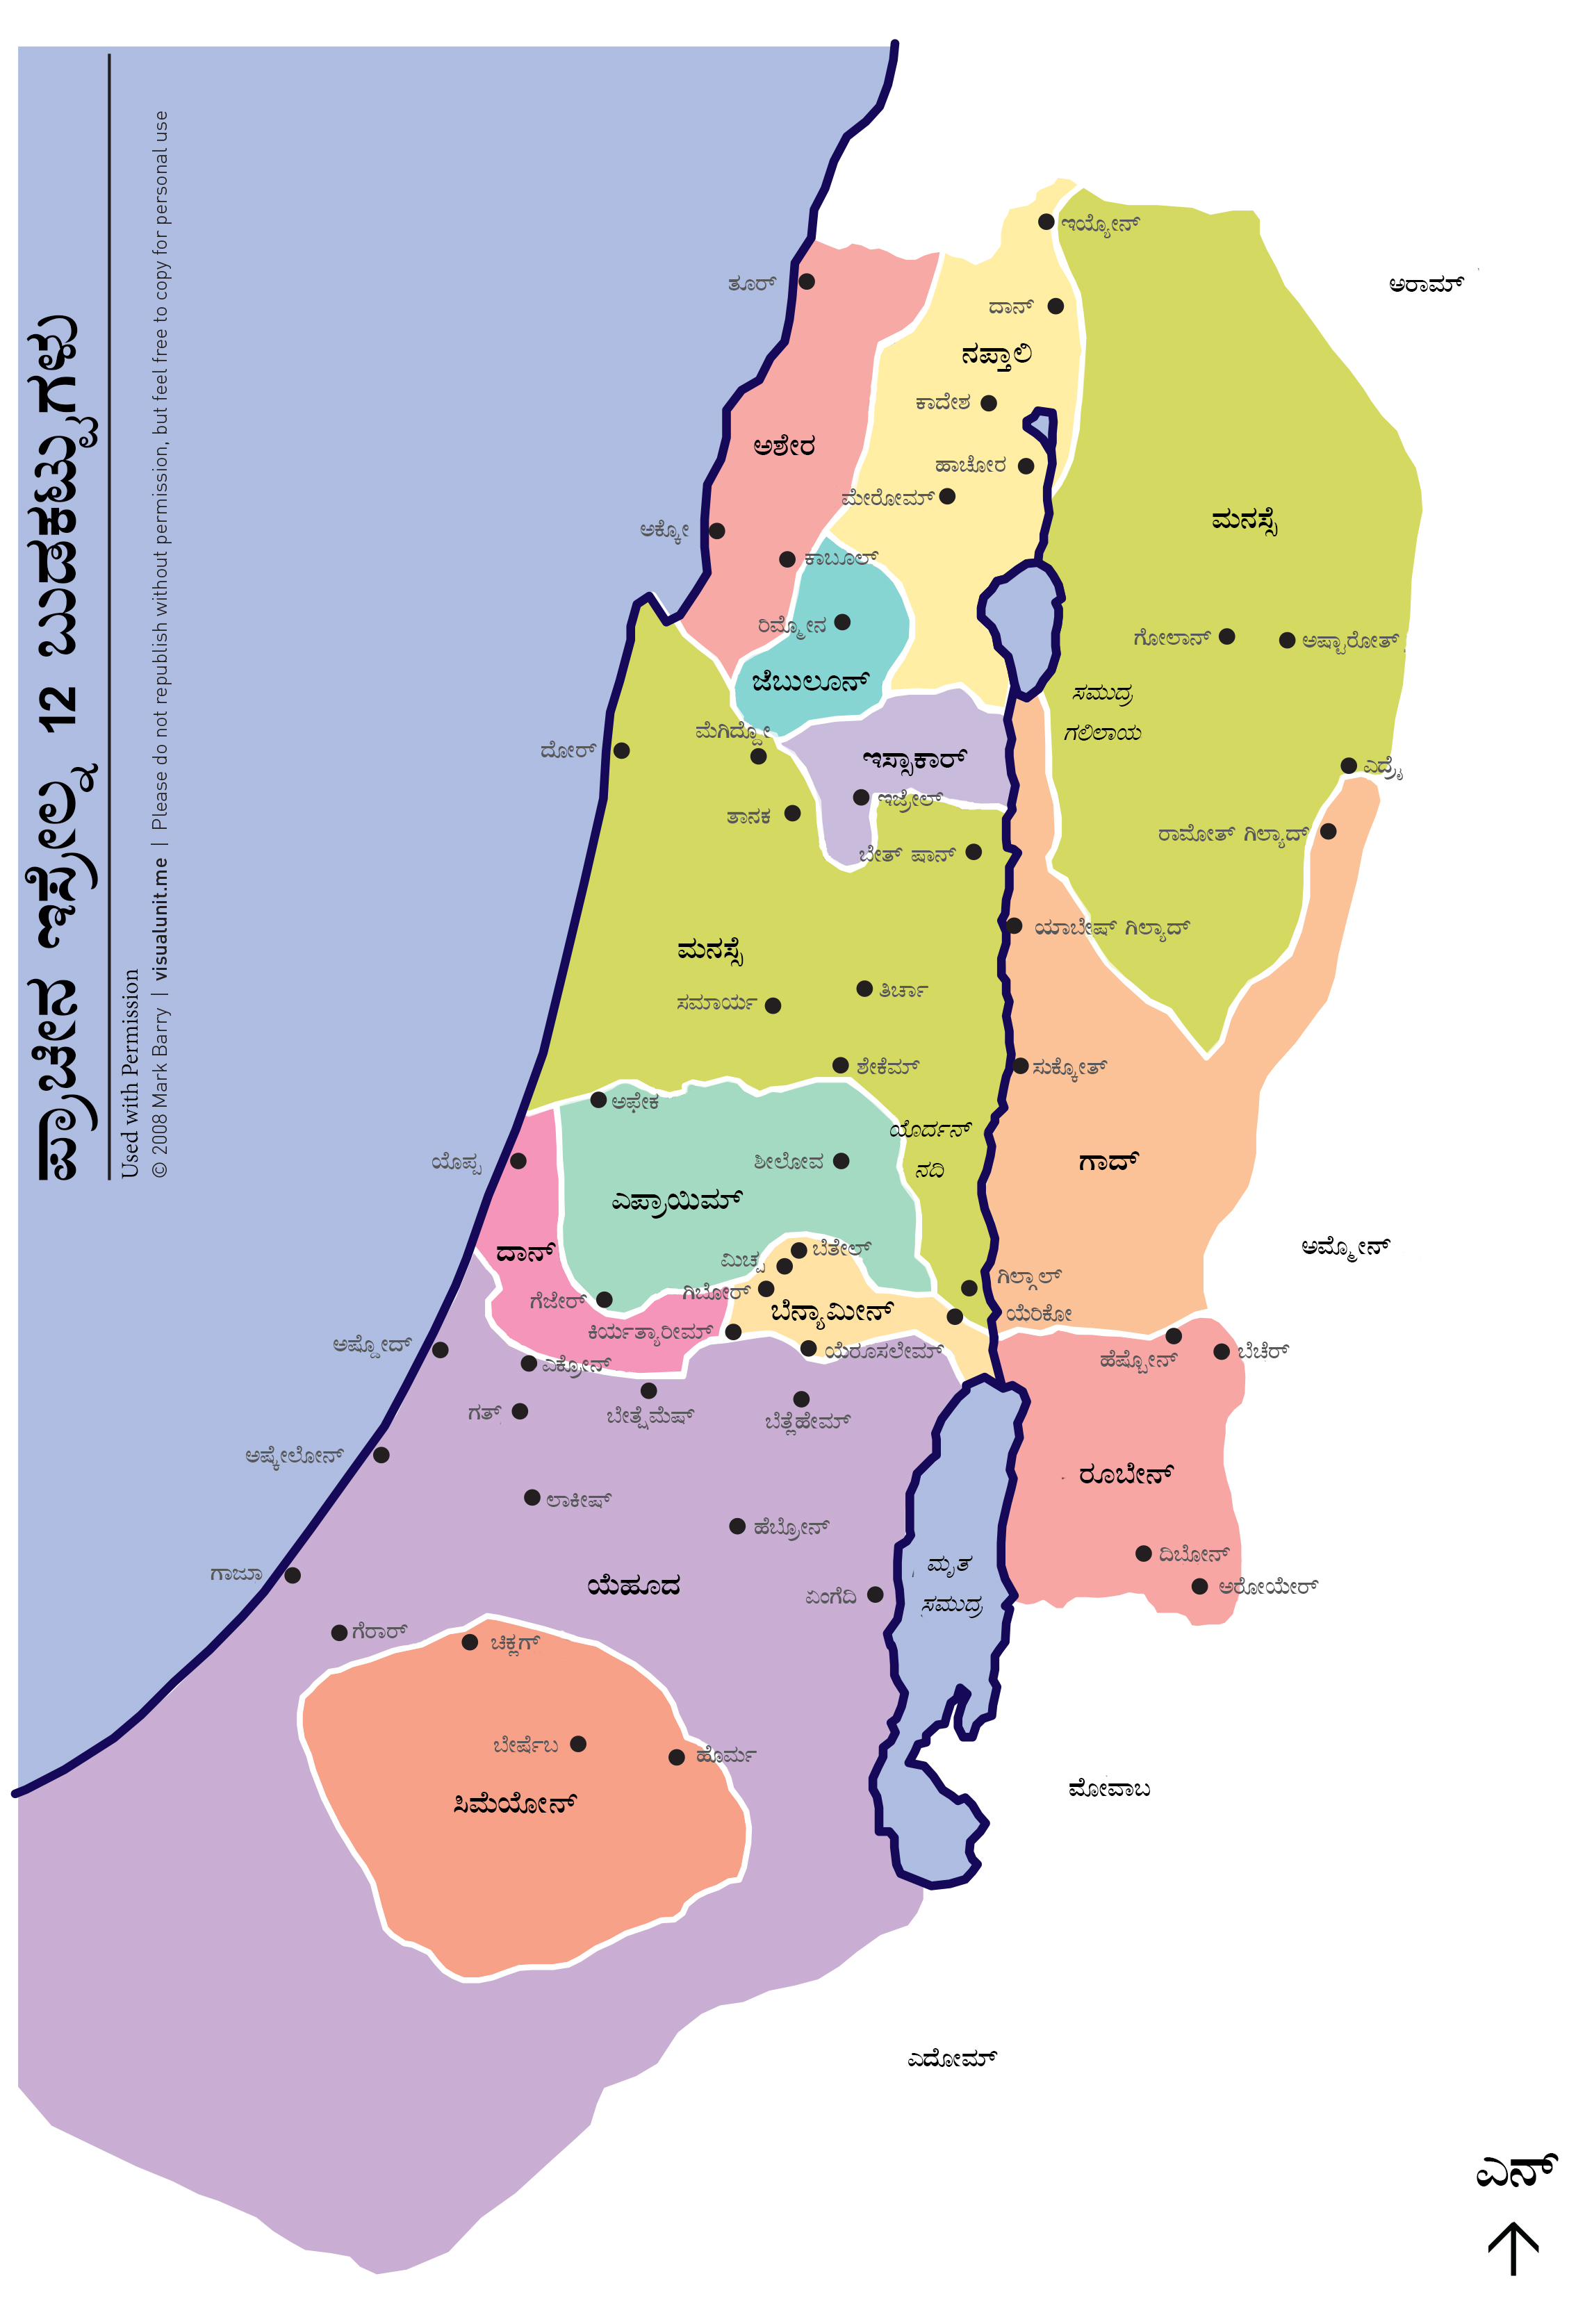 ಪ್ರಾಚೀನ ಇಸ್ರೇಲ್ನ 12 ಬುಡಕಟ್ಟುಗಳು
Used with Permission
© 2008 Mark Barry | visualunit.me | Please do not republish without permission, but feel free to copy for personal use
ಇಯ್ಯೋನ್
ತೂರ್
ಅರಾಮ್
ದಾನ್
ನಪ್ತಾಲಿ
ಕಾದೇಶ
ಅಶೇರ
ಹಾಚೋರ
ಮೇರೋಮ್
ಮನಸ್ಸೆ
ಅಕ್ಕೋ
ಕಾಬೂಲ್
ರಿಮ್ಮೋನ
ಗೋಲಾನ್
ಅಷ್ಟಾರೋತ್
ಜೆಬುಲೂನ್
ಸಮುದ್ರ
ಗಲಿಲಾಯ
ಮೆಗಿದ್ದೋ
ದೋರ್
ಇಸ್ಸಾಕಾರ್
ಎದ್ರೈ
ಇಜ್ರೇಲ್
ತಾನಕ
ರಾಮೋತ್ ಗಿಲ್ಯಾದ್
ಬೇತ್ ಷಾನ್
ಯಾಬೇಷ್ ಗಿಲ್ಯಾದ್
ಮನಸ್ಸೆ
ಸಮಾರ್ಯ
ತಿರ್ಚಾ
ಶೇಕೆಮ್
ಸುಕ್ಕೋತ್
ಅಫೇಕ
ಯೊರ್ದನ್
ನದಿ
ಯೊಪ್ಪ
ಶೀಲೋವ
ಗಾದ್
ಎಪ್ರಾಯಿಮ್
ದಾನ್
ಬೆತೇಲ್
ಅಮ್ಮೋನ್
ಮಿಚ್ಪ
ಗಿಲ್ಗಾಲ್
ಗಿಬೋರ್
ಗೆಜೇರ್
ಬೆನ್ಯಾಮೀನ್
ಯೆರಿಕೋ
ಕಿರ್ಯತ್ಯಾರೀಮ್
ಅಷ್ಡೋದ್
ಯೆರೂಸಲೇಮ್
ಹೆಷ್ಬೋನ್
ಬೆಚೆರ್
ಎಕ್ರೋನ್
ಗತ್
ಬೇತ್ಷೆಮೆಷ್
ಬೆತ್ಲೆಹೇಮ್
ಅಷ್ಕೇಲೋನ್
ರೂಬೇನ್
ಲಾಕೀಷ್
ಹೆಬ್ರೋನ್
ದಿಬೋನ್
ಮೃತ
ಸಮುದ್ರ
ಗಾಜಾ
ಯೆಹೂದ
ಏಂಗೆದಿ
ಅರೋಯೇರ್
ಗೆರಾರ್
ಚಿಕ್ಲಗ್
ಬೇರ್ಷೆಬ
ಹೊರ್ಮ
ಸಿಮೆಯೋನ್
ಮೋವಾಬ
ಎದೋಮ್
ಎನ್